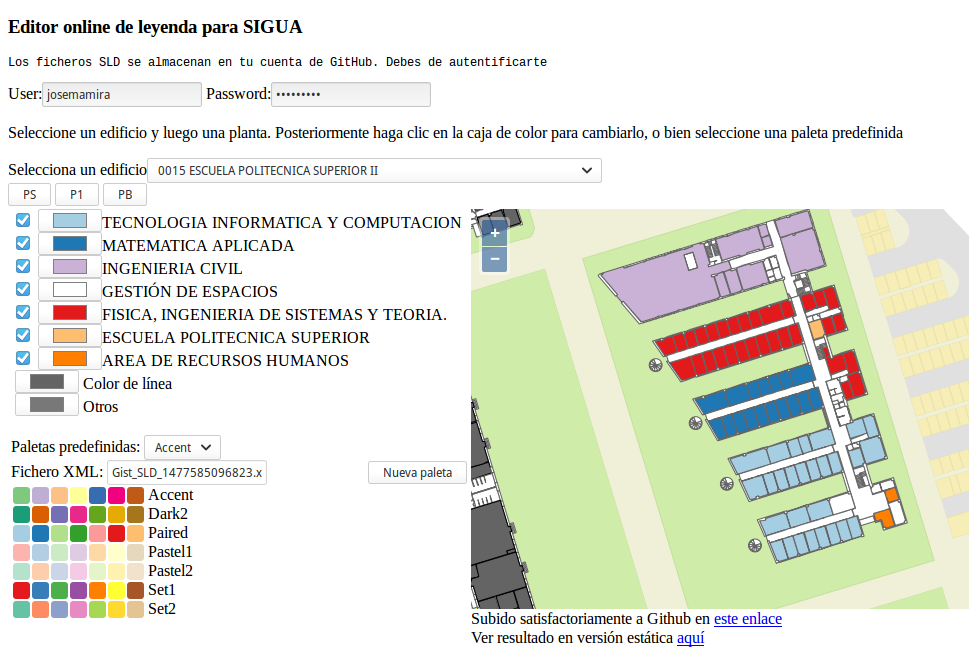 Editor online de leyenda para SIGUA
Los ficheros SLD se almacenan en tu cuenta de GitHub. Debes de autentificarte
User: josemamira Password: •••••••••
Seleccione un edificio y luego una planta. Posteriormente haga clic en la caja de color para cambiarlo, o bien seleccione una paleta predefinida
Selecciona un edificio 0015 ESCUELA POLITECNICA SUPERIOR II
PS P1 PB
TECNOLOGIA INFORMATICA Y COMPUTACION
MATEMATICA APLICADA
INGENIERIA CIVIL
GESTIÓN DE ESPACIOS
FISICA, INGENIERIA DE SISTEMAS Y TEORIA.
ESCUELA POLITECNICA SUPERIOR
AREA DE RECURSOS HUMANOS
Color de línea
Otros
+
−
Paletas predefinidas: Accent
Fichero XML: Gist_SLD_1477585096823.x Nueva paleta
Accent
Dark2
Paired
Pastel1
Pastel2
Set1
Set2
Subido satisfactoriamente a Github en este enlace
Ver resultado en versión estática aquí